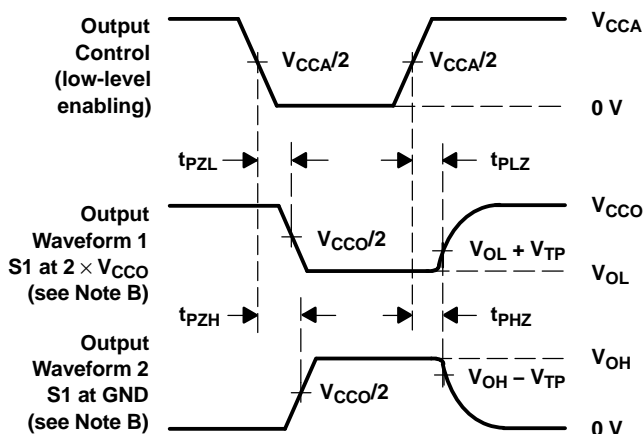 Output
Control
(low-level
enabling)
V_CCA/2
V_CCA/2
V_CCA
0 V
t_PZL
t_PLZ
Output
Waveform 1
S1 at 2 × V_CCO
(see Note B)
V_CCO/2
V_CCO
V_OL + V_TP
V_OL
t_PZH
t_PHZ
Output
Waveform 2
S1 at GND
(see Note B)
V_CCO/2
V_OH
V_OH − V_TP
0 V